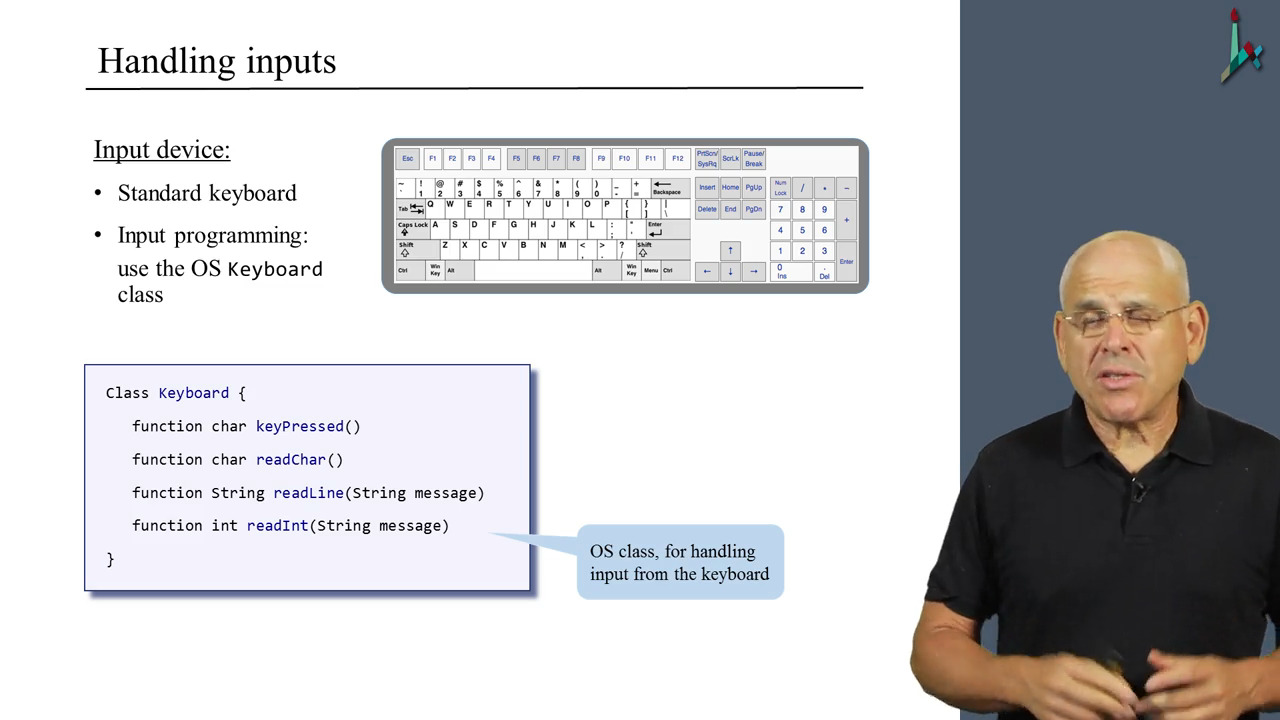 Handling inputs
Input device:
• Standard keyboard
• Input programming:
use the OS Keyboard
class
Esc F1 F2 F3 F4 F5 F6 F7 F8 F9 F10 F11 F12 PrtScn/ SysRq ScrLk Pause/ Break
~ ` ! 1 @ 2 # 3 $ 4 % 5 ^ 6 & 7 * 8 ( 9 ) 0 _ - + = Backspace Insert Home PgUp Num Lock / * −
Tab Q W E R T Y U I O P { [ } ] | \ Delete End PgDn 7 8 9 +
Caps Lock A S D F G H J K L : ; " ' Enter 4 5 6
Shift Z X C V B N M < , > . ? / Shift ↑ 1 2 3 Enter
Ctrl Win Key Alt Alt Win Key Menu Ctrl ← ↓ → 0 Ins . Del
Class Keyboard {
function char keyPressed()
function char readChar()
function String readLine(String message)
function int readInt(String message)
}
OS class, for handling
input from the keyboard